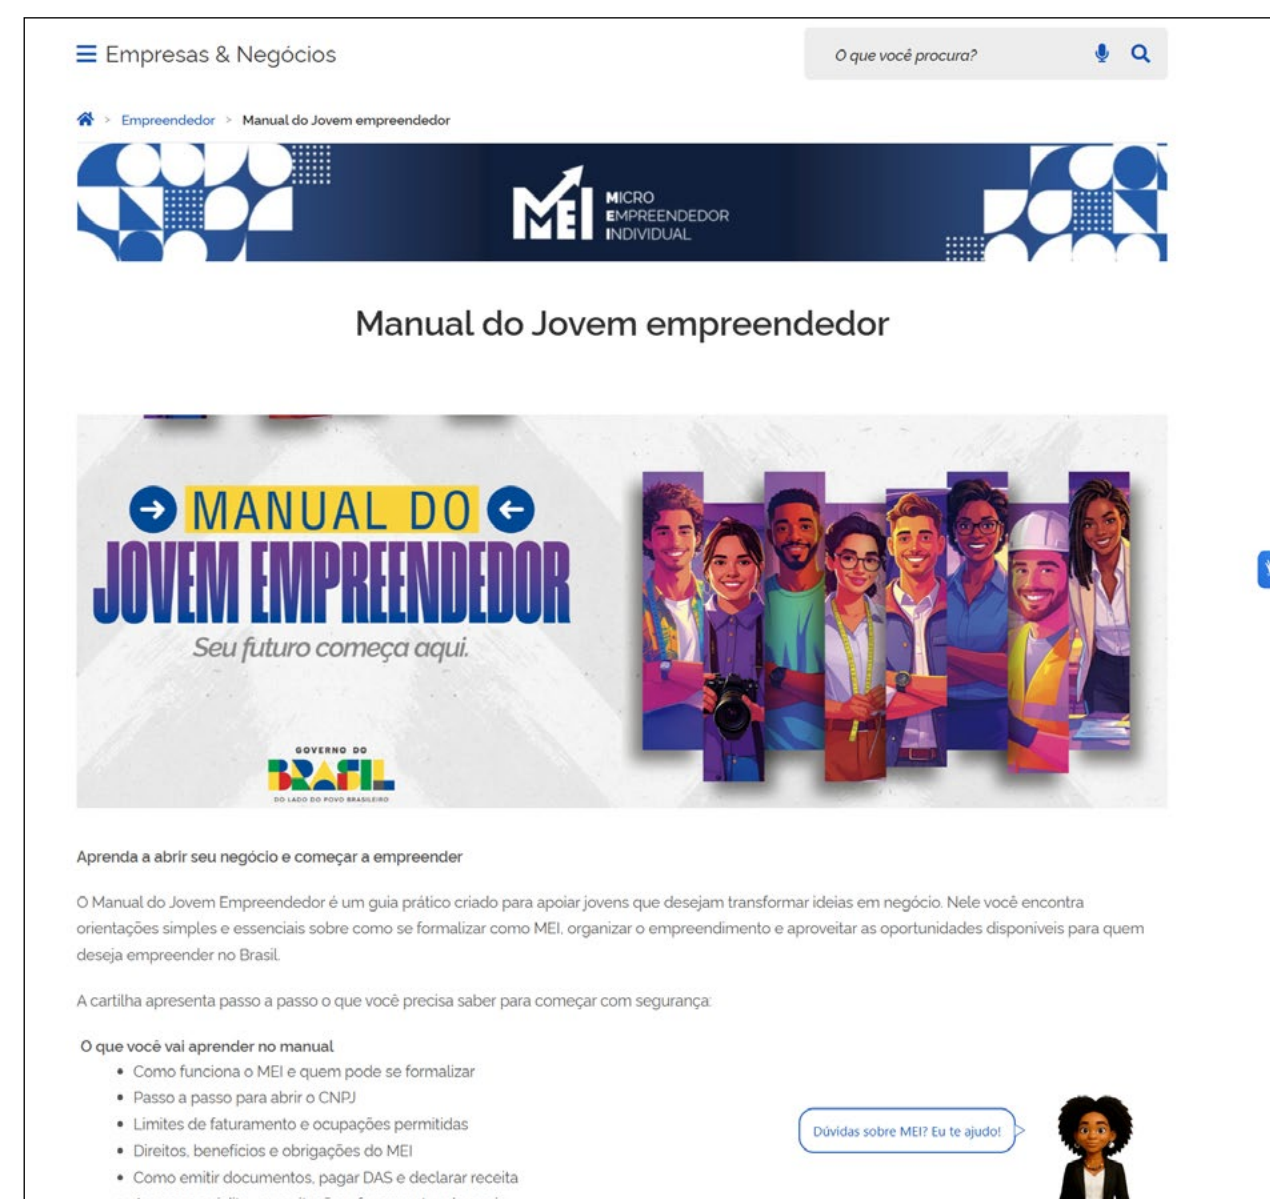 Empresas & Negócios
O que você procura?
> Empreendedor > Manual do Jovem empreendedor
MEI MICRO
EMPREENDEDOR
INDIVIDUAL
Manual do Jovem empreendedor
MANUAL DO
JOVEM EMPREENDEDOR
Seu futuro começa aqui.
GOVERNO DO
BRASIL
DO LADO DO POVO BRASILEIRO
Aprenda a abrir seu negócio e começar a empreender
O Manual do Jovem Empreendedor é um guia prático criado para apoiar jovens que desejam transformar ideias em negócio. Nele você encontra
orientações simples e essenciais sobre como se formalizar como MEI, organizar o empreendimento e aproveitar as oportunidades disponíveis para quem
deseja empreender no Brasil.
A cartilha apresenta passo a passo o que você precisa saber para começar com segurança:
O que você vai aprender no manual
• Como funciona o MEI e quem pode se formalizar
• Passo a passo para abrir o CNPJ
• Limites de faturamento e ocupações permitidas
• Direitos, benefícios e obrigações do MEI
• Como emitir documentos, pagar DAS e declarar receita
Dúvidas sobre MEI? Eu te ajudo!